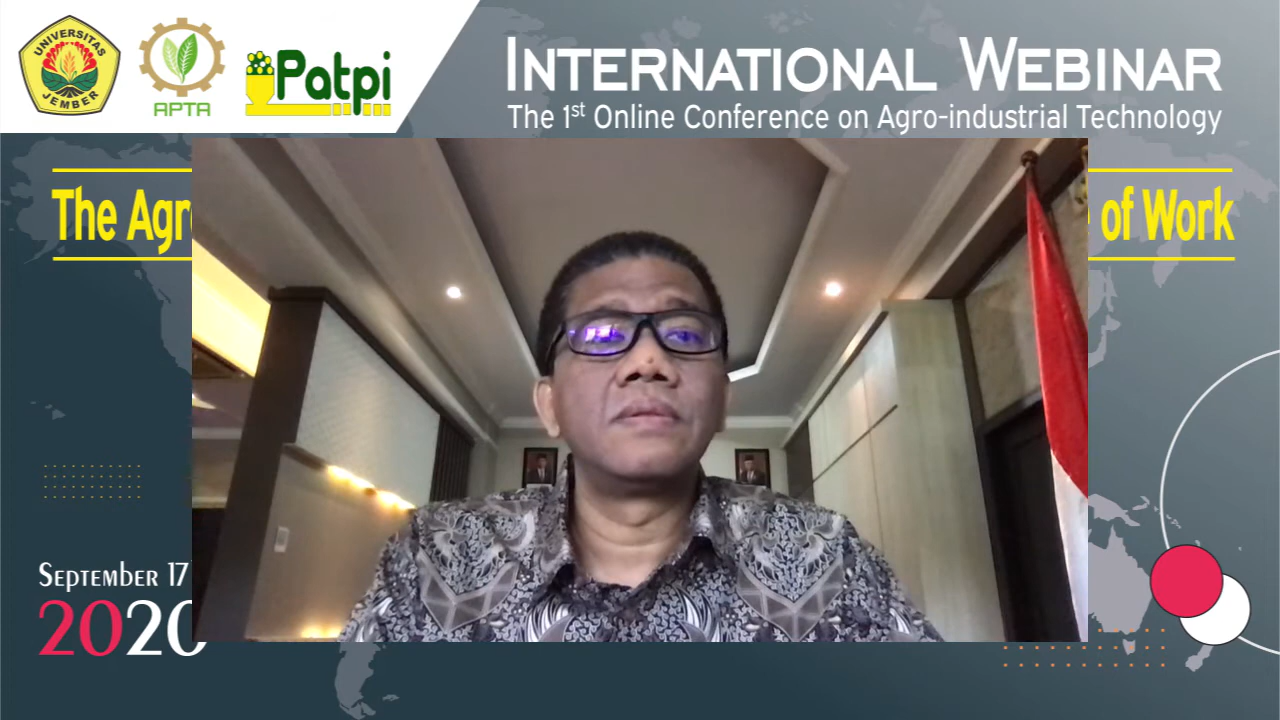 UNIVERSITAS
JEMBER
APTA
Patpi
INTERNATIONAL WEBINAR
The 1st Online Conference on Agro-industrial Technology
The Agr
of Work
SEPTEMBER 17
2020